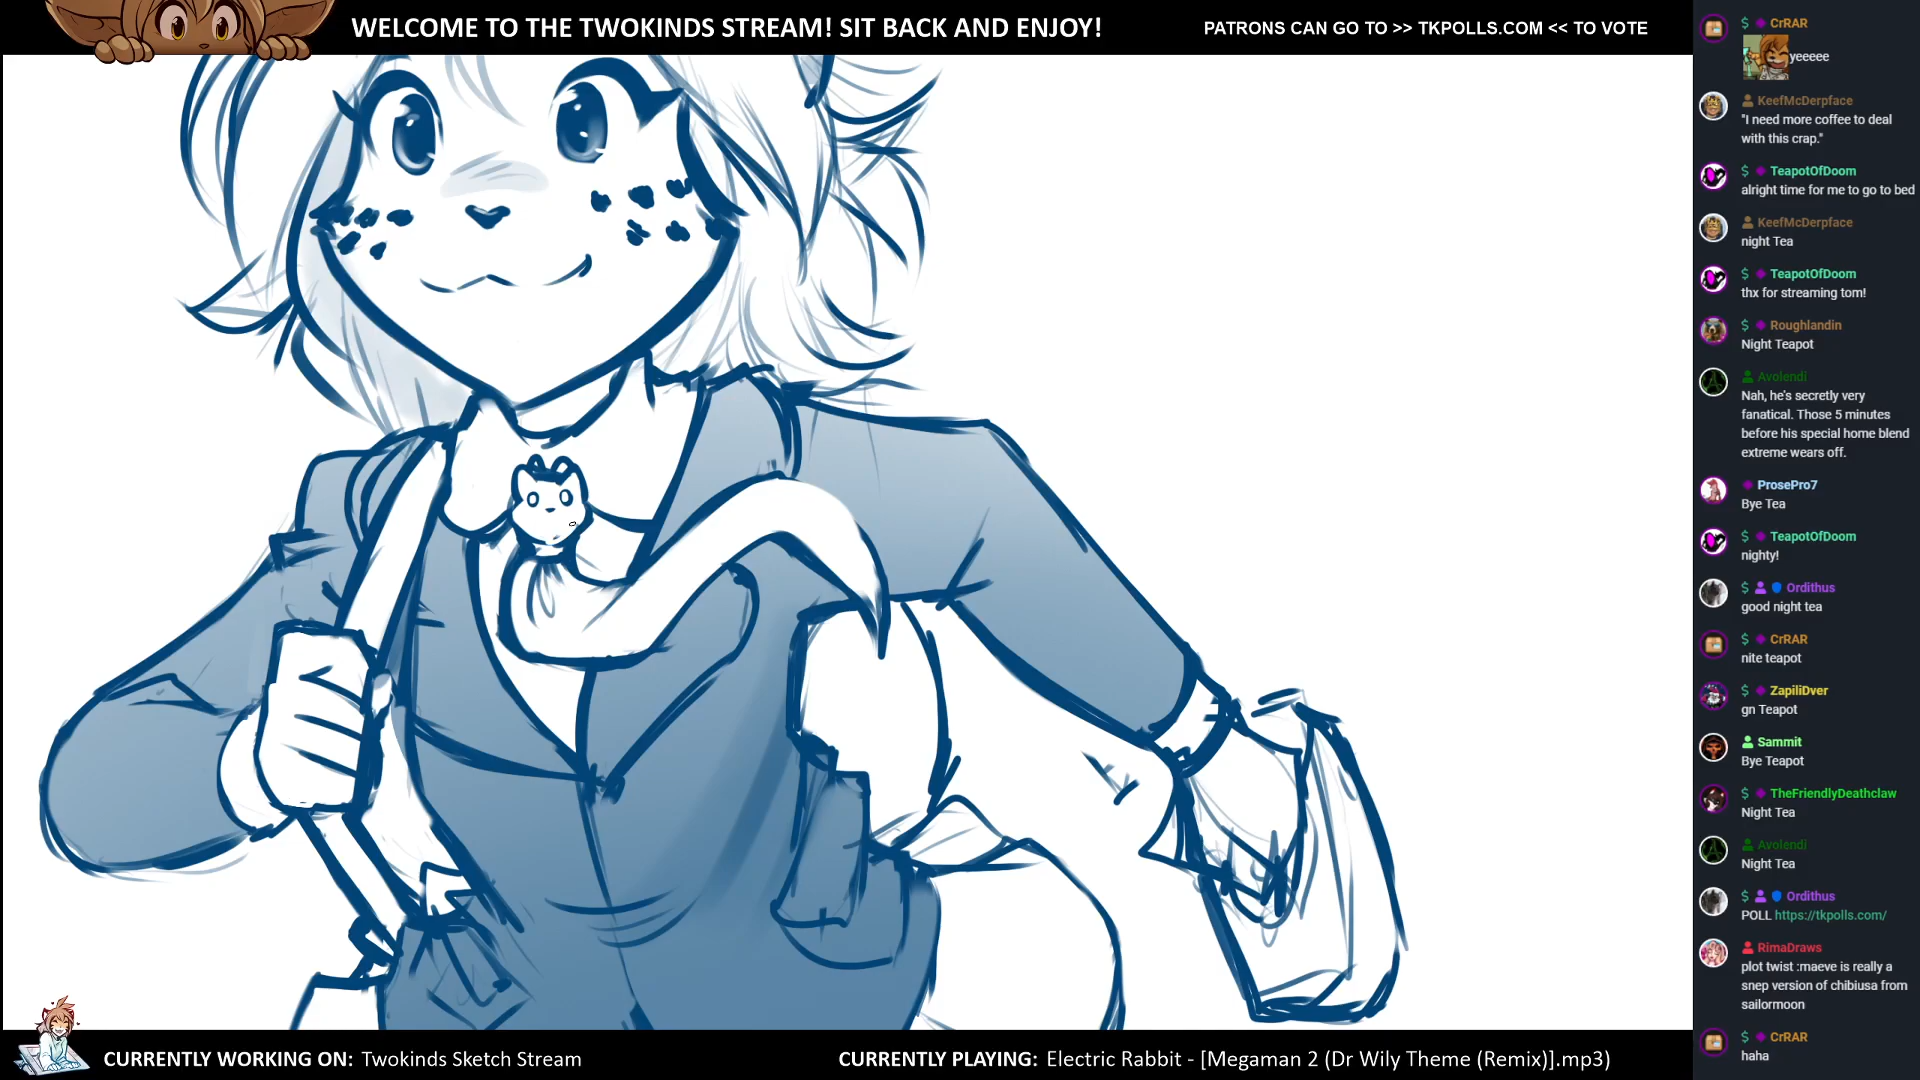 WELCOME TO THE TWOKINDS STREAM! SIT BACK AND ENJOY!
PATRONS CAN GO TO >> TKPOLLS.COM << TO VOTE
$ CrRAR
yeeeee
KeefMcDerpface
"I need more coffee to deal
with this crap."
$ TeapotOfDoom
alright time for me to go to bed
KeefMcDerpface
night Tea
$ TeapotOfDoom
thx for streaming tom!
$ Roughlandin
Night Teapot
Avolendi
Nah, he's secretly very
fanatical. Those 5 minutes
before his special home blend
extreme wears off.
ProsePro7
Bye Tea
$ TeapotOfDoom
nighty!
$ Ordithus
good night tea
$ CrRAR
nite teapot
$ ZapiliDver
gn Teapot
Sammit
Bye Teapot
$ TheFriendlyDeathclaw
Night Tea
Avolendi
Night Tea
$ Ordithus
POLL https://tkpolls.com/
RimaDraws
plot twist :maeve is really a
snep version of chibiusa from
sailormoon
$ CrRAR
haha
CURRENTLY WORKING ON: Twokinds Sketch Stream
CURRENTLY PLAYING: Electric Rabbit - [Megaman 2 (Dr Wily Theme (Remix)].mp3)